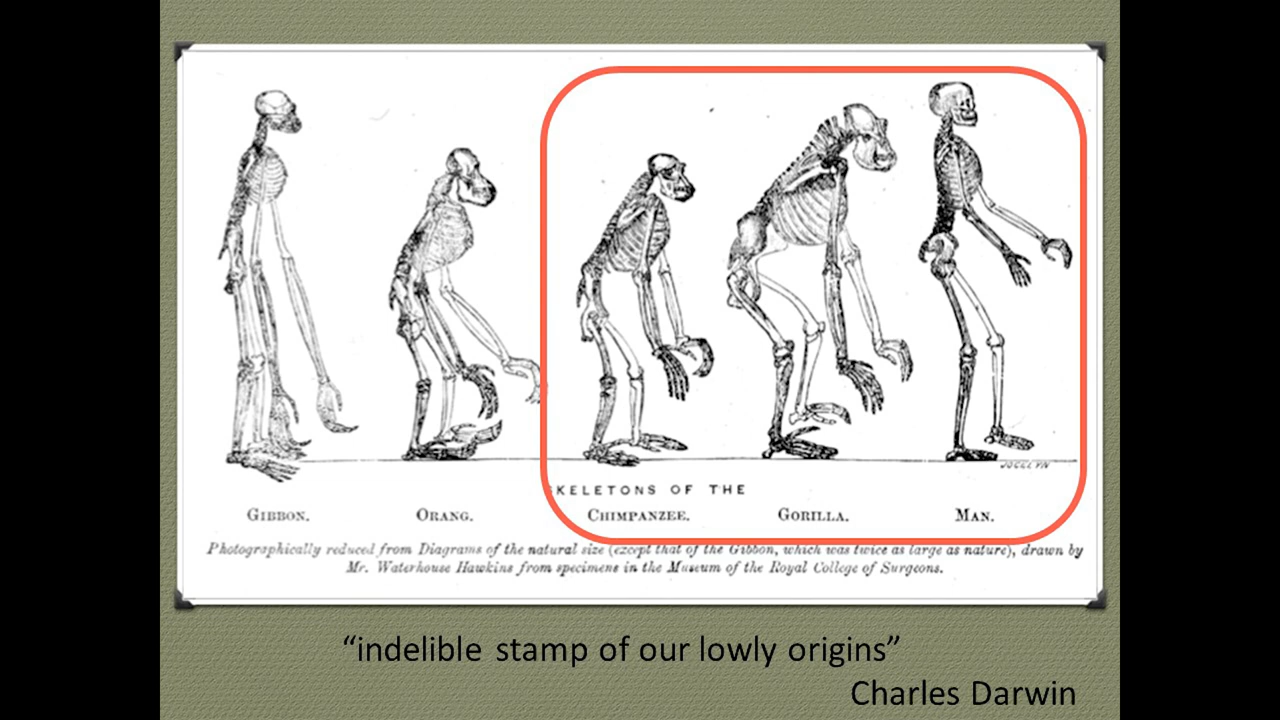 JOCELYN
SKELETONS OF THE
GIBBON. ORANG. CHIMPANZEE. GORILLA. MAN.
Photographically reduced from Diagrams of the natural size (except that of the Gibbon, which was twice as large as nature), drawn by
Mr. Waterhouse Hawkins from specimens in the Museum of the Royal College of Surgeons.
“indelible stamp of our lowly origins”
Charles Darwin